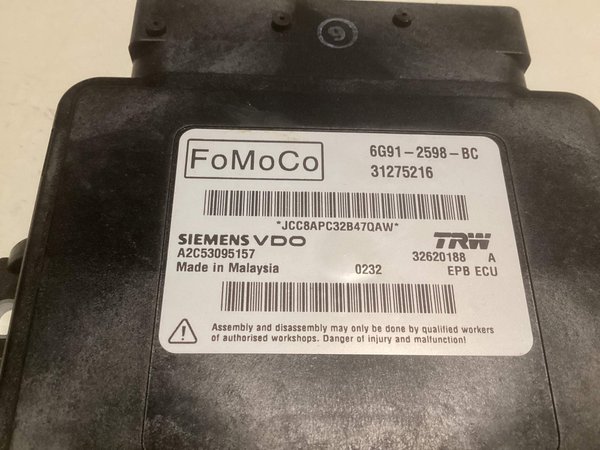 6
FoMoCo
6G91-2598-BC
31275216
*JCC8APC32B47QAW*
SIEMENS VDO
TRW
A2C53095157
32620188 A
Made in Malaysia 0232 EPB ECU
Assembly and disassembly may only be done by qualified workers
of authorised workshops. Danger of injury and malfunction!